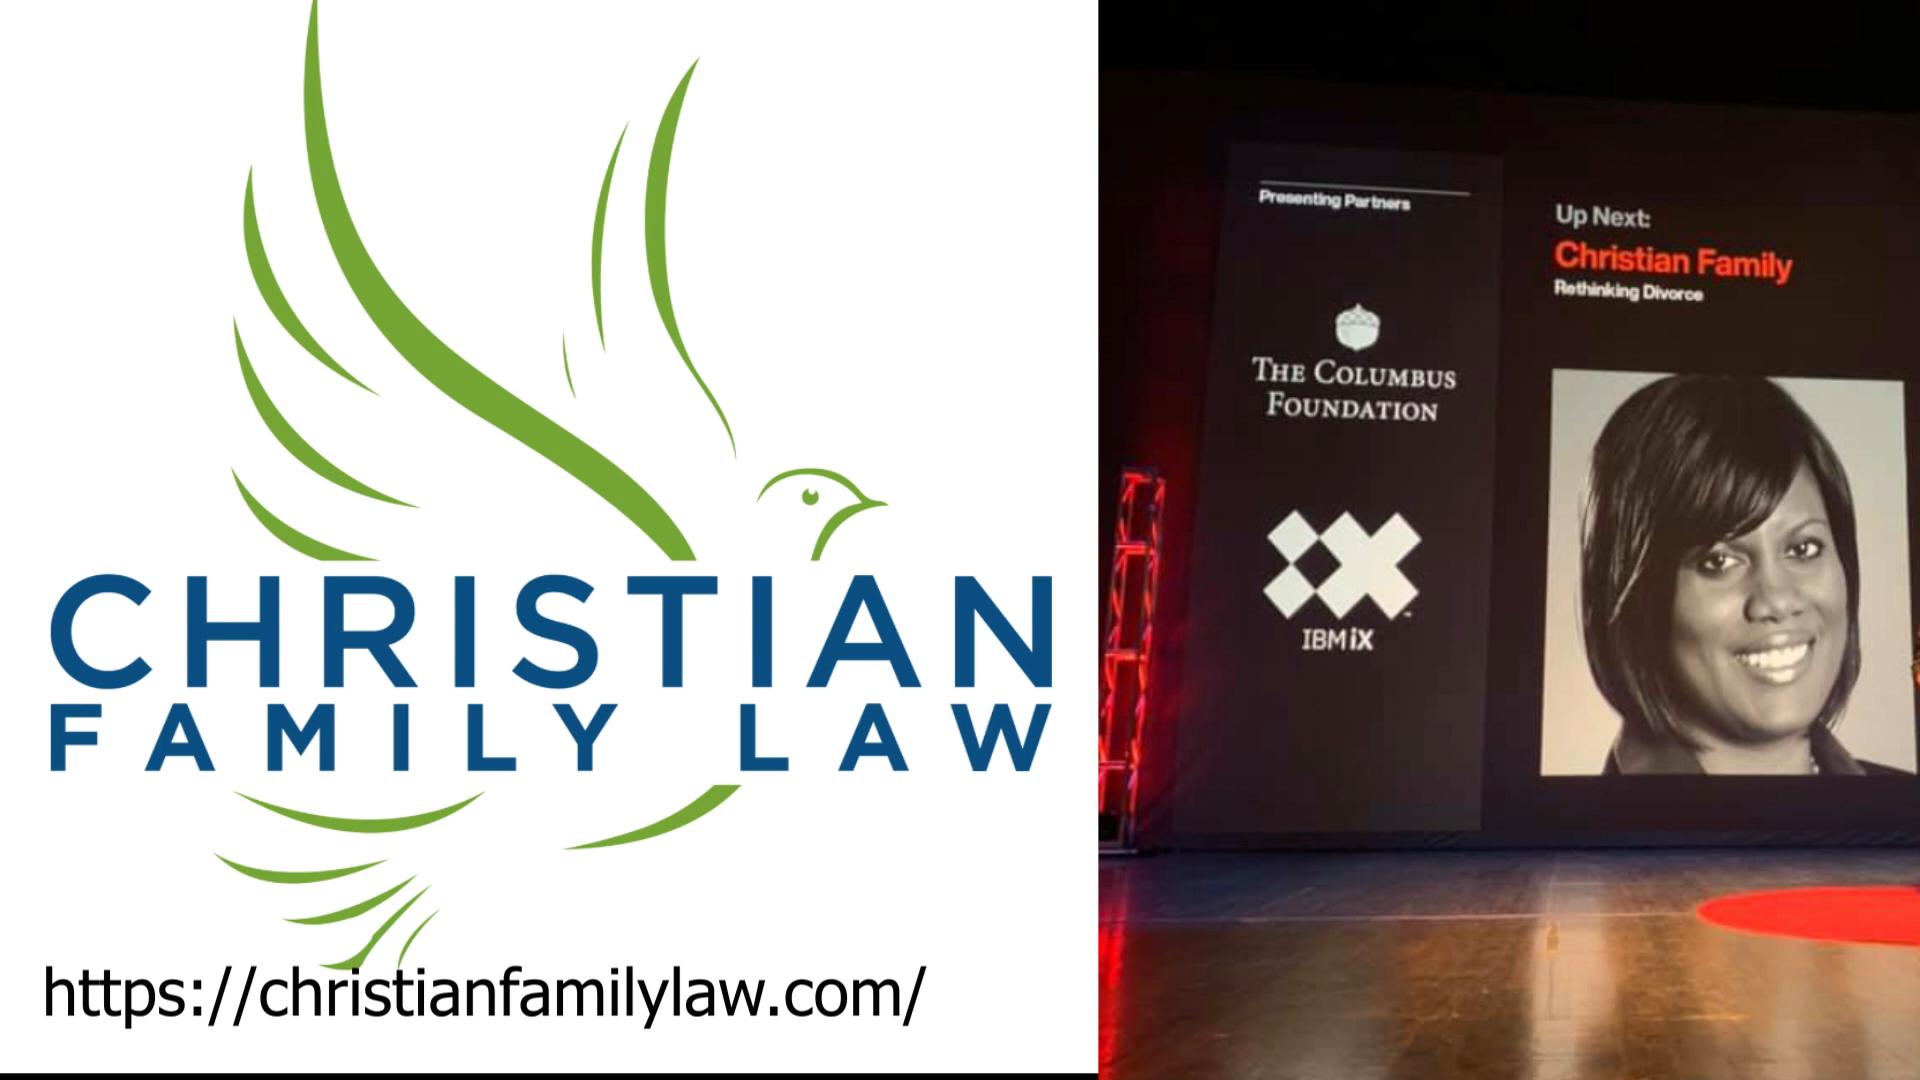 CHRISTIAN
FAMILY LAW
https://christianfamilylaw.com/
Presenting Partners
THE COLUMBUS
FOUNDATION
IBM iX
Up Next:
Christian Family
Rethinking Divorce